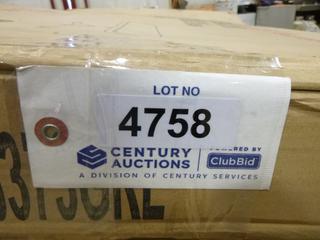 LOT NO
4758
CENTURY AUCTIONS
POWERED BY
ClubBid
A DIVISION OF CENTURY SERVICES